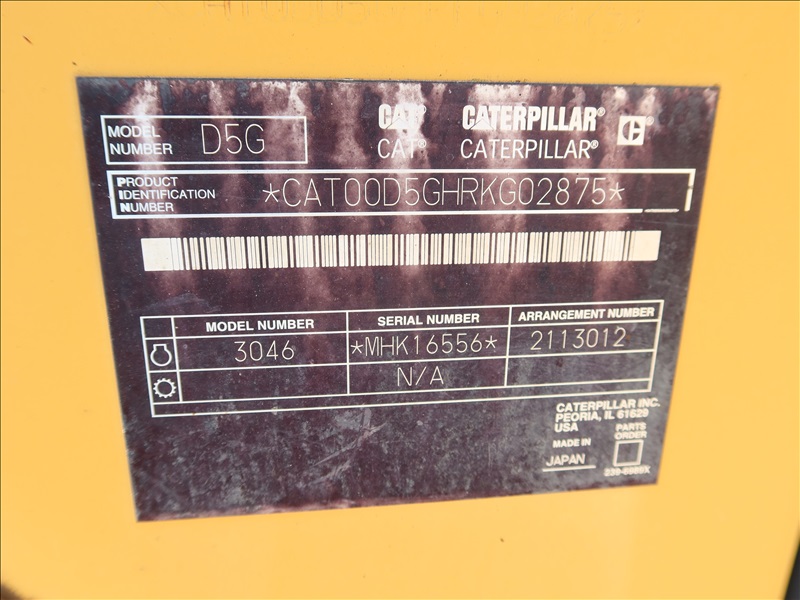 MODEL NUMBER D5G
CAT® CATERPILLAR® C®
CAT® CATERPILLAR®
PRODUCT IDENTIFICATION NUMBER *CAT00D5GHRKG02875*
MODEL NUMBER SERIAL NUMBER ARRANGEMENT NUMBER
3046 *MHK16556* 2113012
N/A
CATERPILLAR INC.
PEORIA, IL 61629
USA
MADE IN
JAPAN
PARTS
ORDER